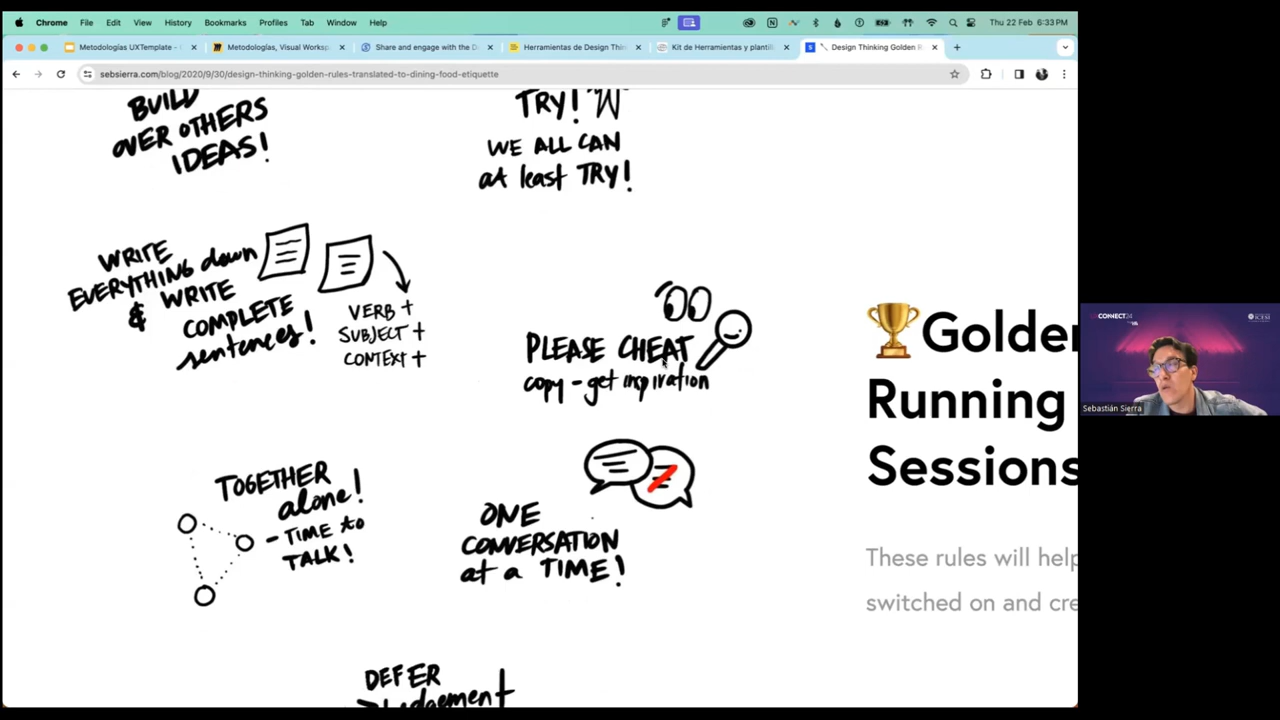 Chrome File Edit View History Bookmarks Profiles Tab Window Help
Thu 22 Feb 6:33 PM
Metodologías UXTemplate -
Metodologías, Visual Worksp
Share and engage with the D
Herramientas de Design Thin
Kit de Herramientas y plantil
Design Thinking Golden R
sebsierra.com/blog/2020/9/30/design-thinking-golden-rules-translated-to-dining-food-etiquette
BUILD
OVER OTHERS
IDEAS!
TRY!
WE ALL CAN
at least TRY!
WRITE
EVERYTHING down
& WRITE
COMPLETE
sentences!
VERB +
SUBJECT +
CONTEXT +
PLEASE CHEAT
copy - get inspiration
TOGETHER
alone!
- TIME to
TALK!
ONE
CONVERSATION
at a TIME!
DEFER
Judgement
🏆Golden
Running
Sessions
These rules will help
switched on and cre
CONNECT24
ICESI
Sebastián Sierra